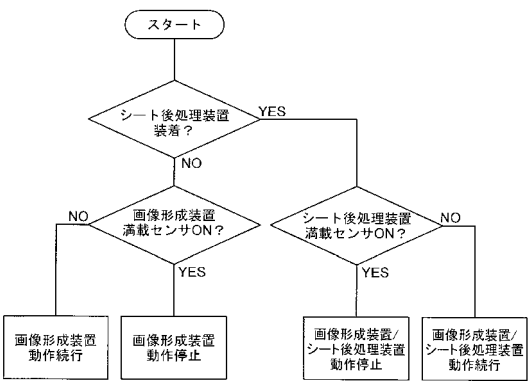 スタート
シート後処理装置
装着？
YES
NO
画像形成装置
満載センサON？
NO
YES
シート後処理装置
満載センサON？
NO
YES
画像形成装置
動作続行
画像形成装置
動作停止
画像形成装置/
シート後処理装置
動作停止
画像形成装置/
シート後処理装置
動作続行